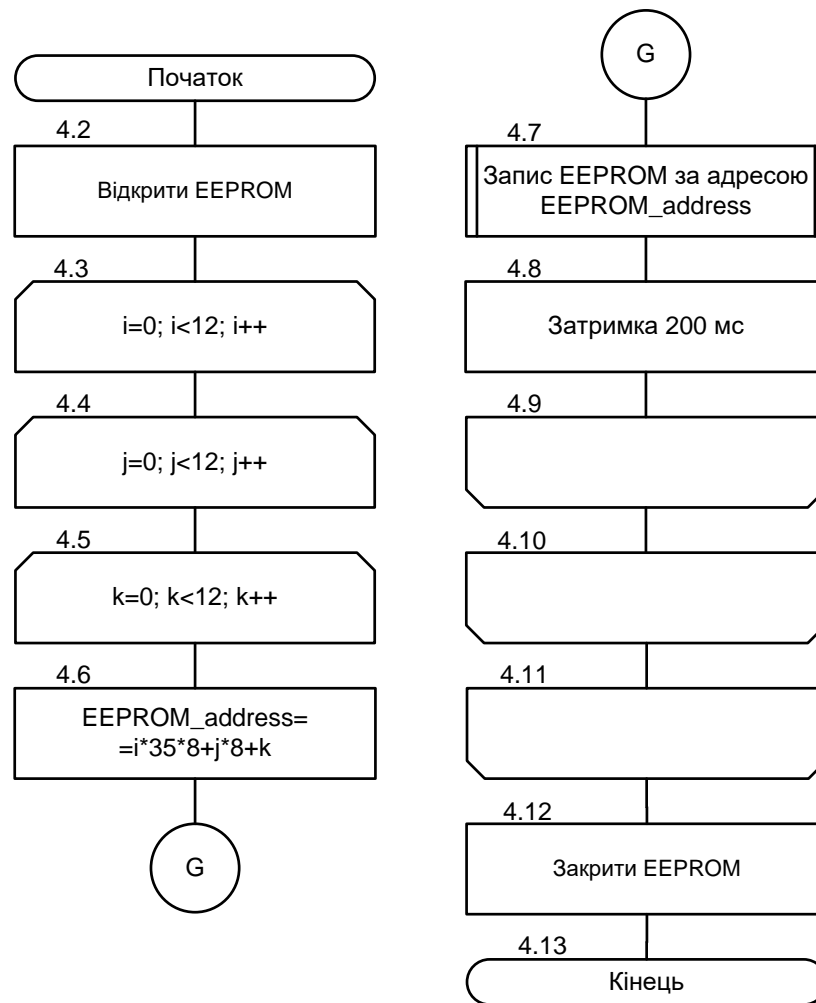 Початок
4.2
Відкрити EEPROM
4.3
i=0; i<12; i++
4.4
j=0; j<12; j++
4.5
k=0; k<12; k++
4.6
EEPROM_address=
=i*35*8+j*8+k
G
G
4.7
Запис EEPROM за адресою
EEPROM_address
4.8
Затримка 200 мс
4.9
4.10
4.11
4.12
Закрити EEPROM
4.13
Кінець